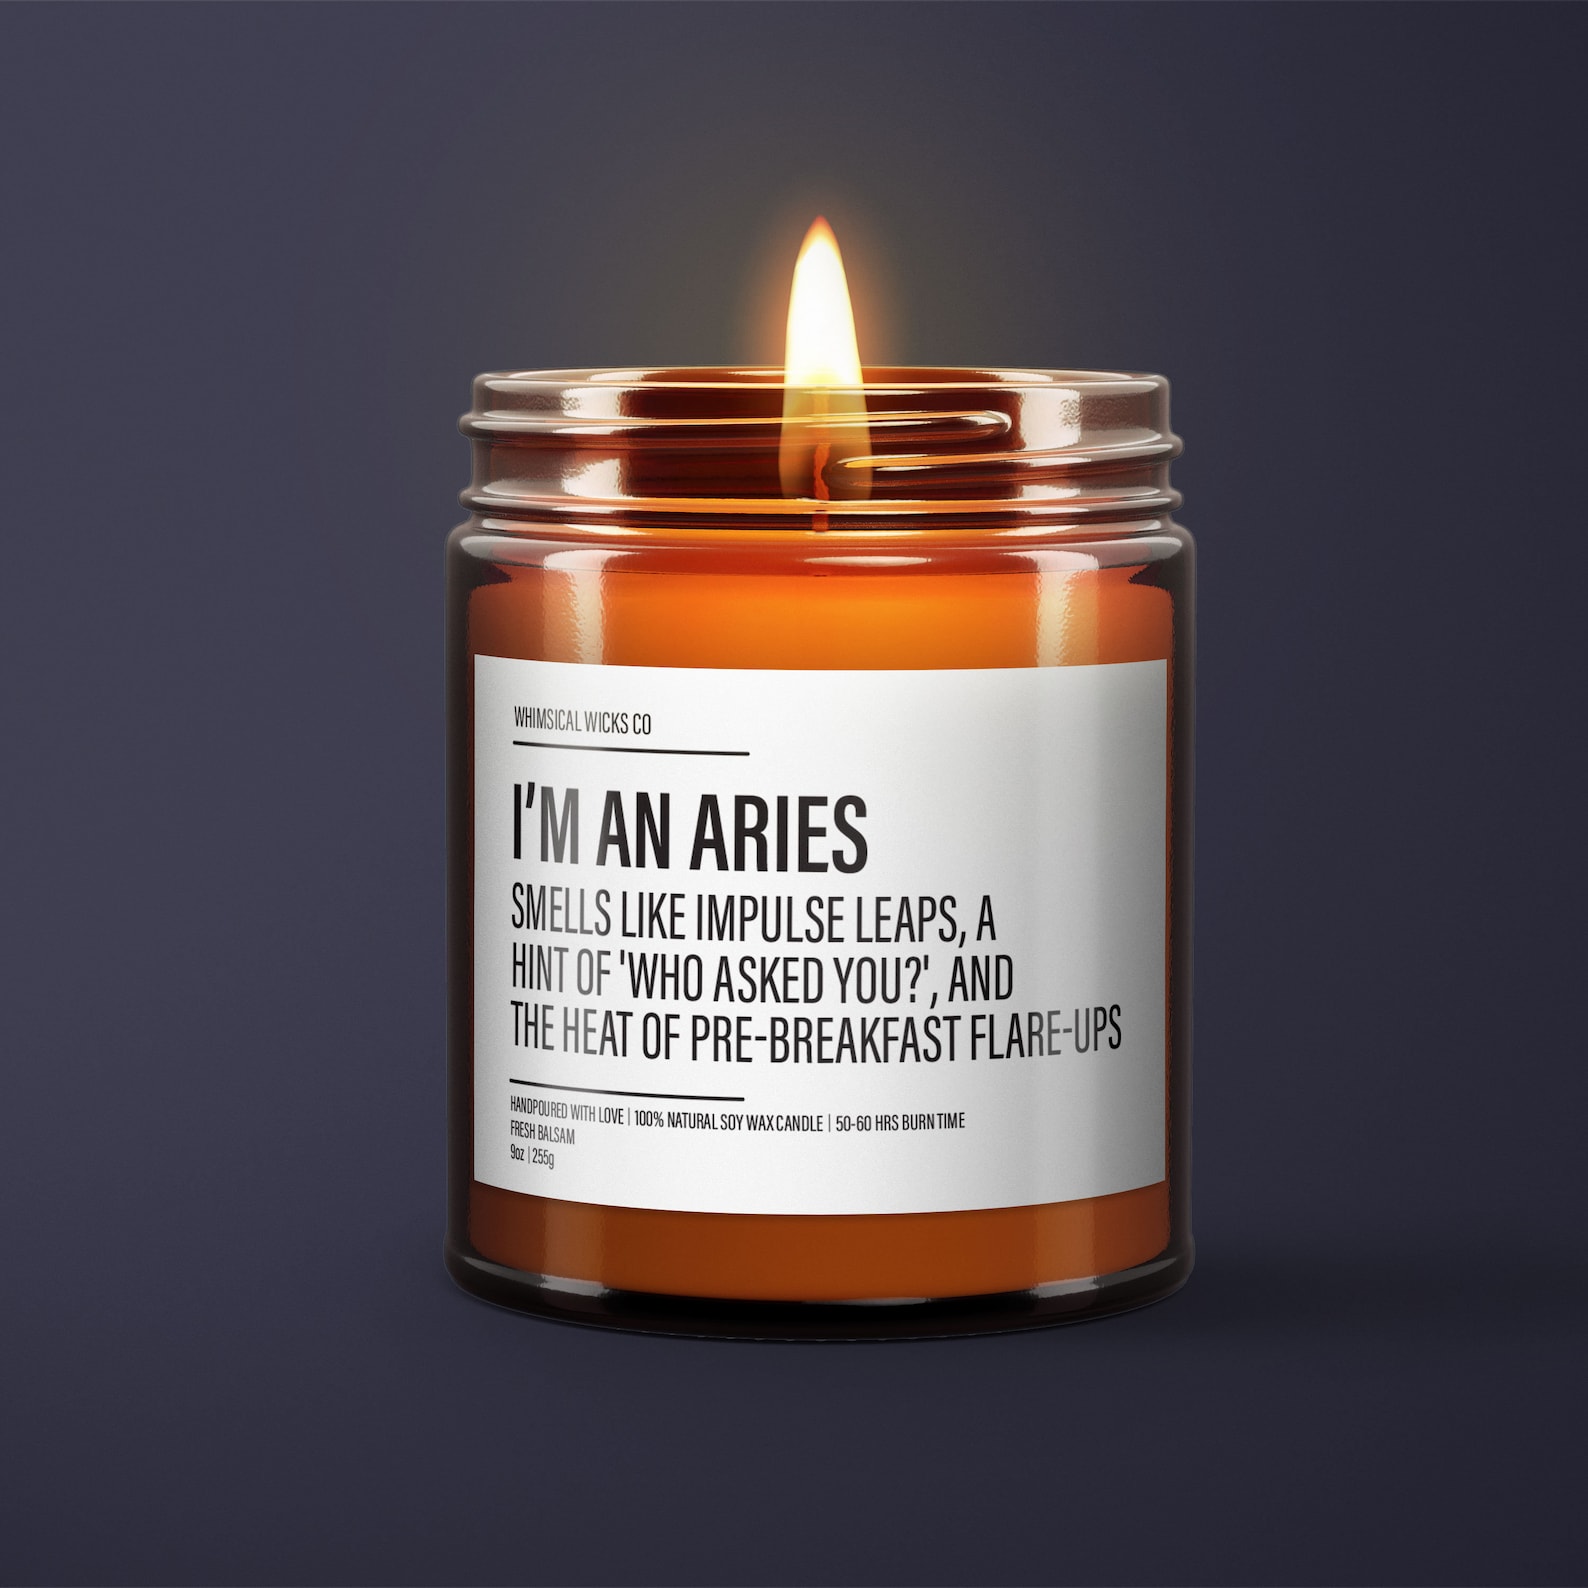 WHIMSICAL WICKS CO
I'M AN ARIES
SMELLS LIKE IMPULSE LEAPS, A
HINT OF 'WHO ASKED YOU?', AND
THE HEAT OF PRE-BREAKFAST FLARE-UPS
HANDPOURED WITH LOVE | 100% NATURAL SOY WAX CANDLE | 50-60 HRS BURN TIME
FRESH BALSAM
9oz | 255g